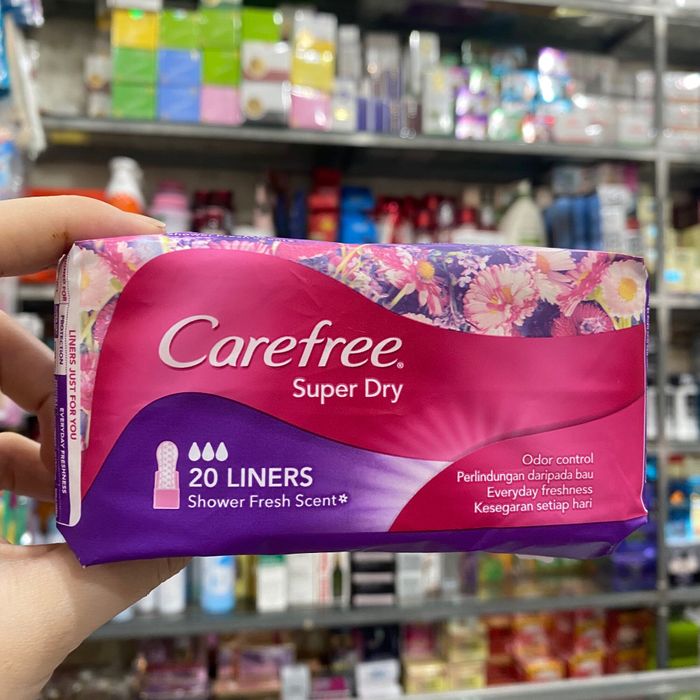 Carefree®
Super Dry
20 LINERS
Shower Fresh Scent*
Odor control
Perlindungan daripada bau
Everyday freshness
Kesegaran setiap hari
LINERS JUST FOR YOU
PROTECTION
EVERYDAY FRESHNESS